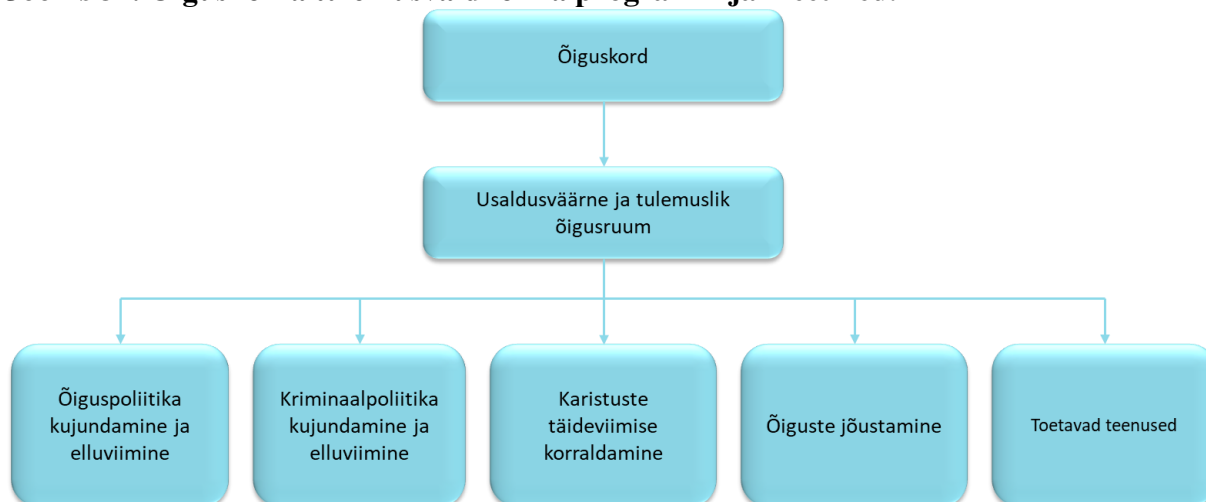 Õiguskord
Usaldusväärne ja tulemuslik
õigusruum
Õiguspoliitika
kujundamine ja
elluviimine
Kriminaalpoliitika
kujundamine ja
elluviimine
Karistuste
täideviimise
korraldamine
Õiguste jõustamine
Toetavad teenused